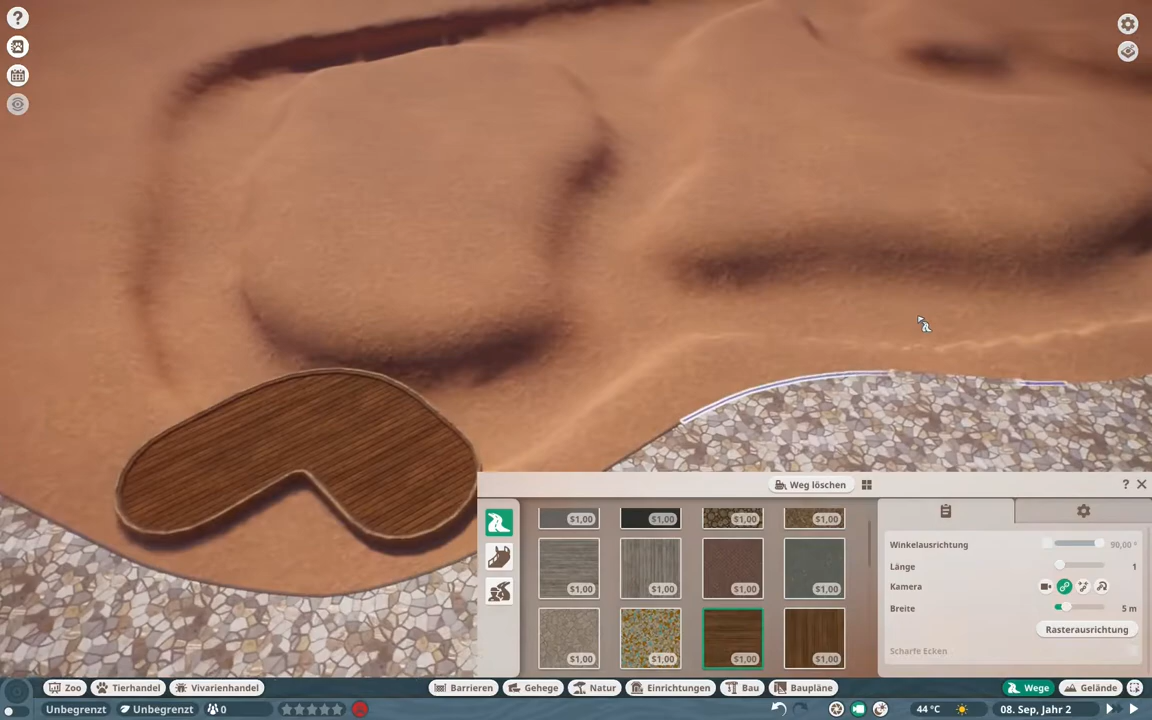 ?
Weg löschen
?
$1,00 $1,00 $1,00 $1,00
$1,00 $1,00 $1,00 $1,00
$1,00 $1,00 $1,00 $1,00
Winkelausrichtung 90,00 °
Länge 1
Kamera
Breite 5 m
Rasterausrichtung
Scharfe Ecken
Zoo Tierhandel Vivarienhandel Barrieren Gehege Natur Einrichtungen Bau Baupläne Wege Gelände
Unbegrenzt Unbegrenzt 0 44 °C 08. Sep, Jahr 2